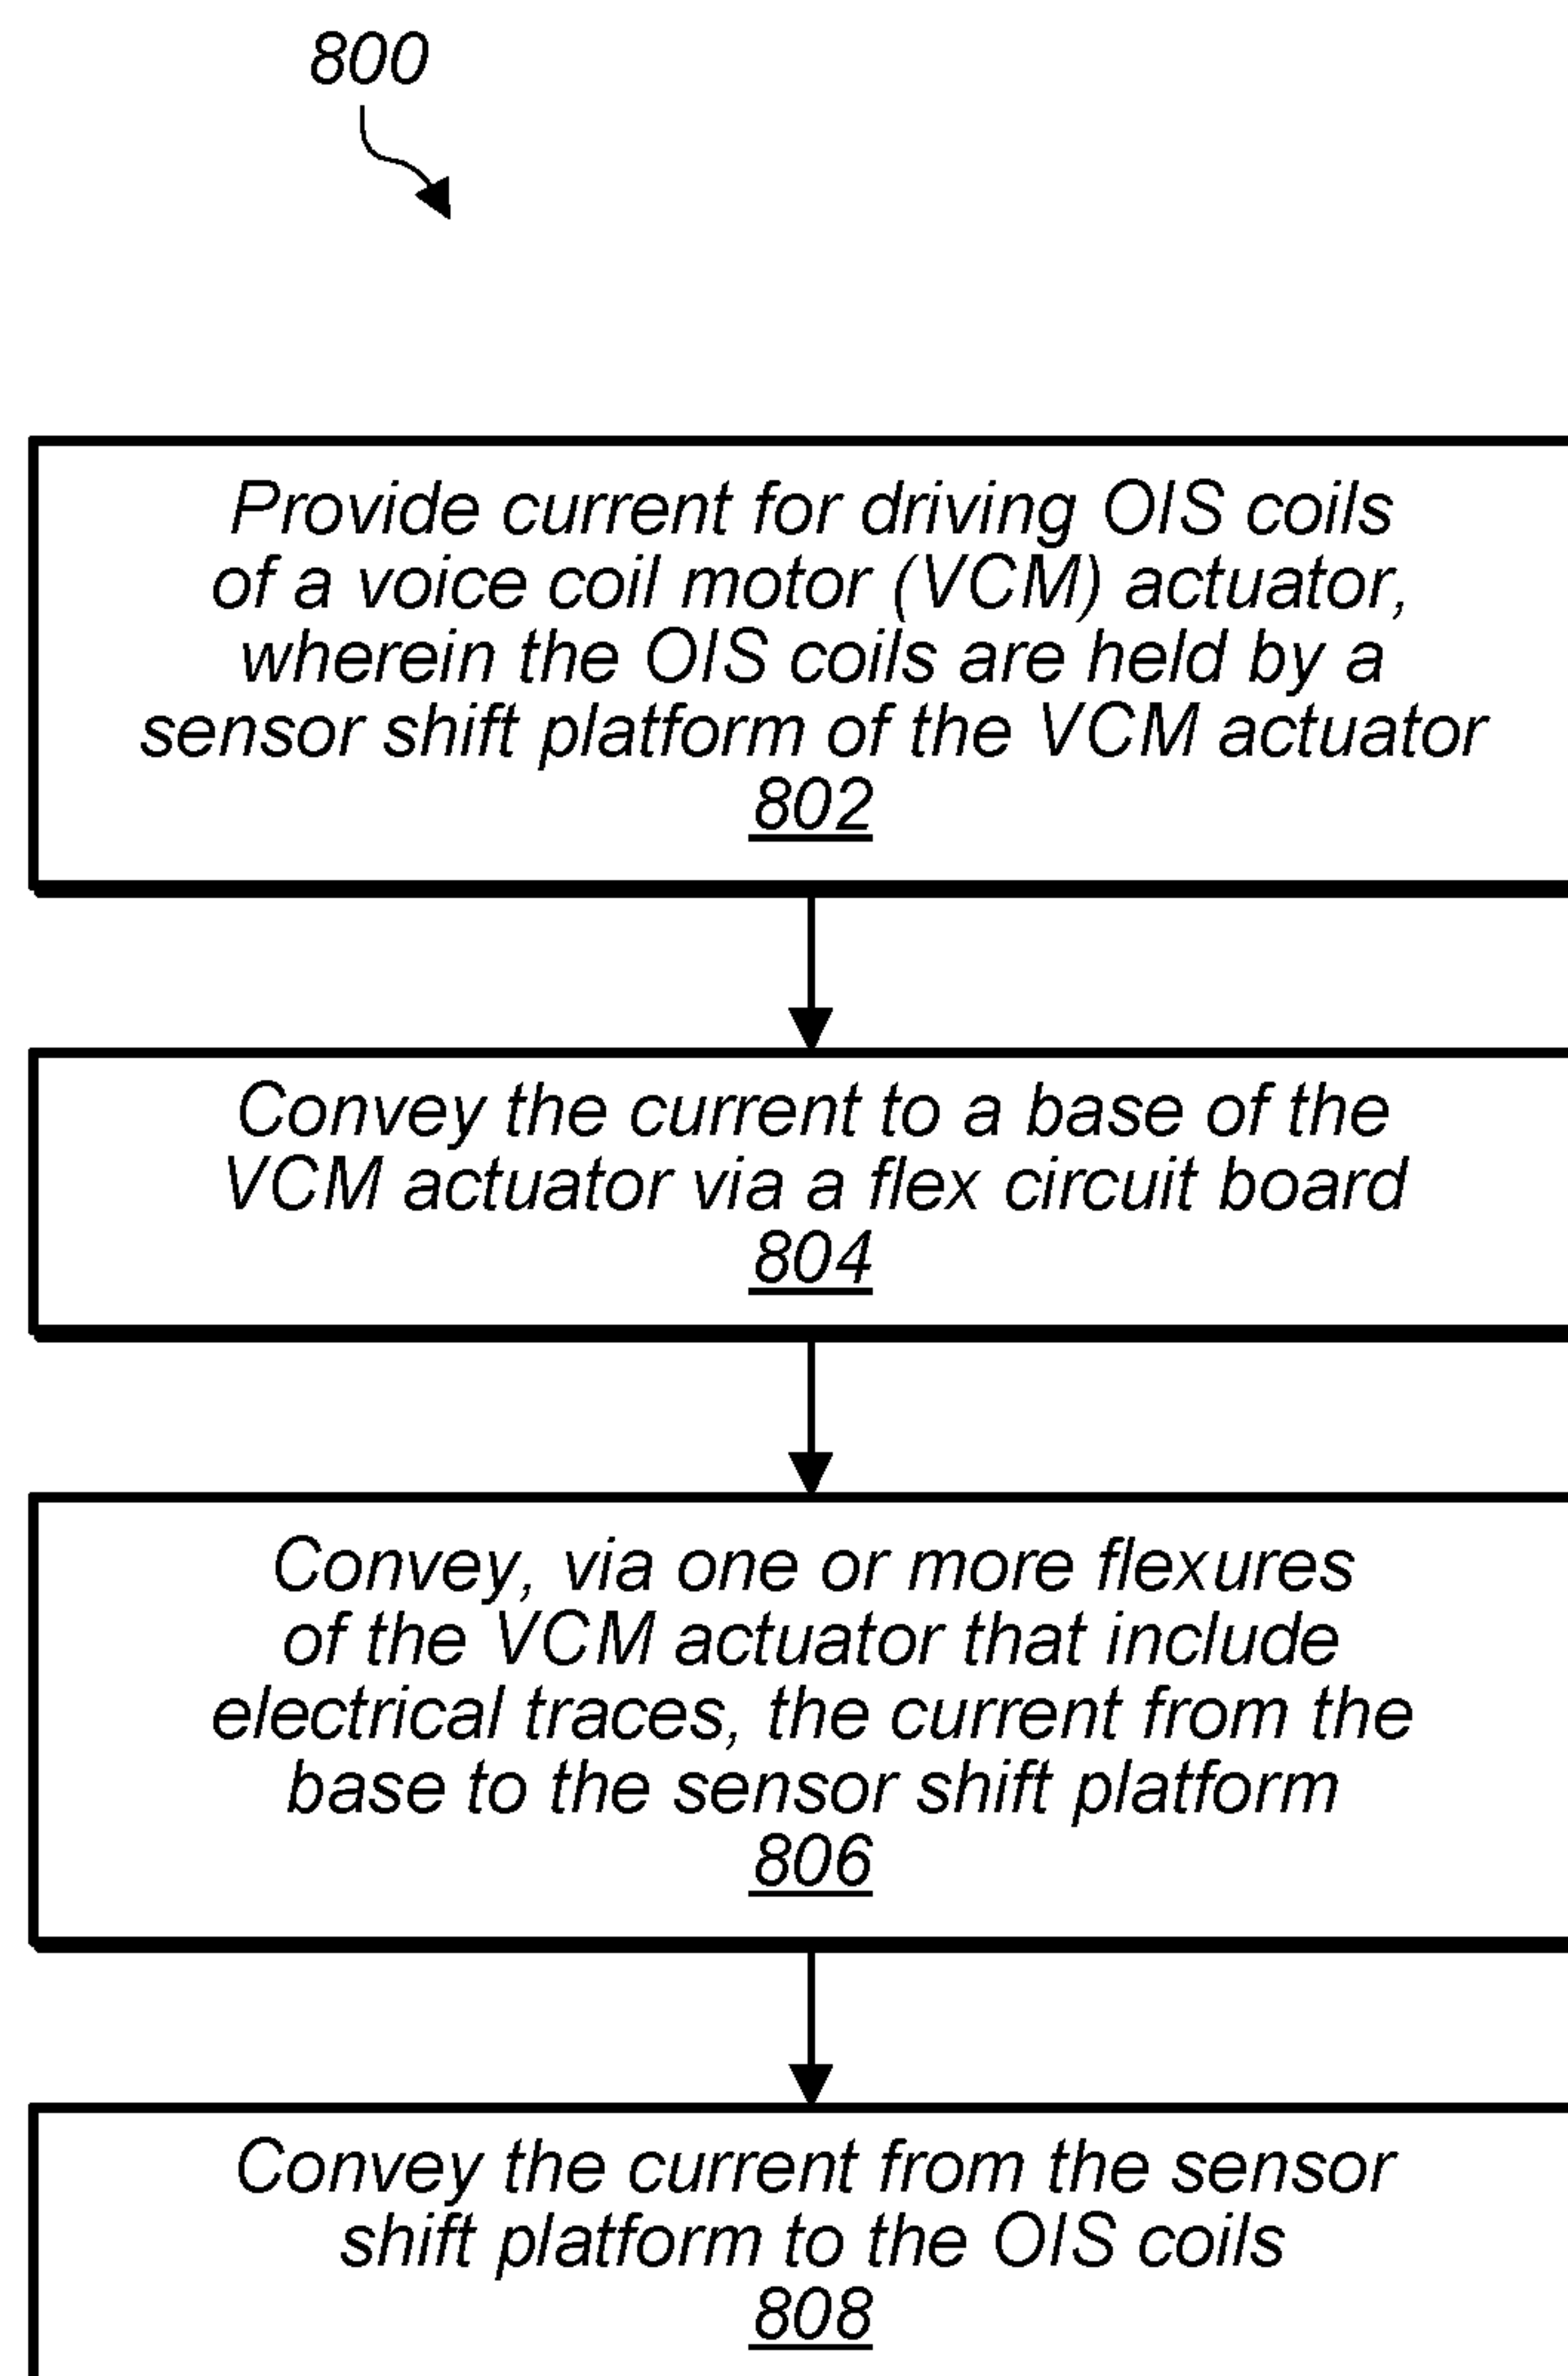 800
Provide current for driving OIS coils
of a voice coil motor (VCM) actuator,
wherein the OIS coils are held by a
sensor shift platform of the VCM actuator
802
Convey the current to a base of the
VCM actuator via a flex circuit board
804
Convey, via one or more flexures
of the VCM actuator that include
electrical traces, the current from the
base to the sensor shift platform
806
Convey the current from the sensor
shift platform to the OIS coils
808